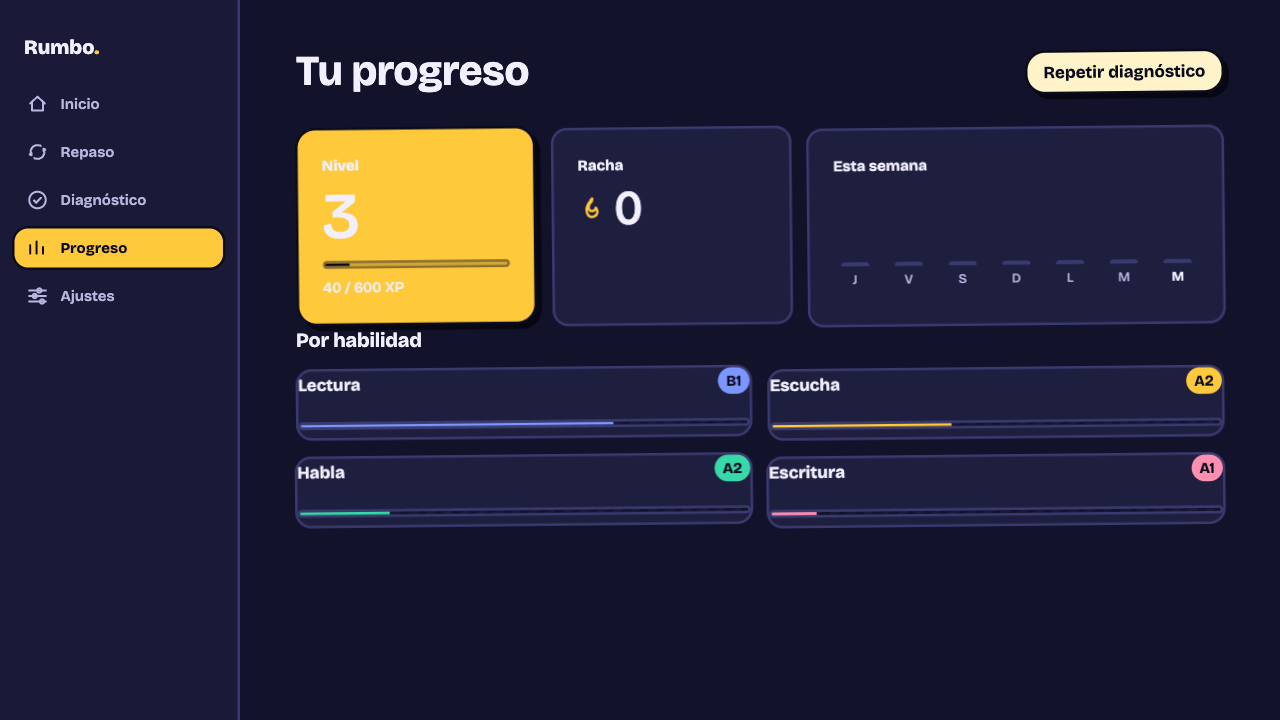 Rumbo.
Inicio
Repaso
Diagnóstico
Progreso
Ajustes
Tu progreso
Repetir diagnóstico
Nivel
3
40 / 600 XP
Racha
0
Esta semana
J V S D L M M
Por habilidad
Lectura B1
Escucha A2
Habla A2
Escritura A1